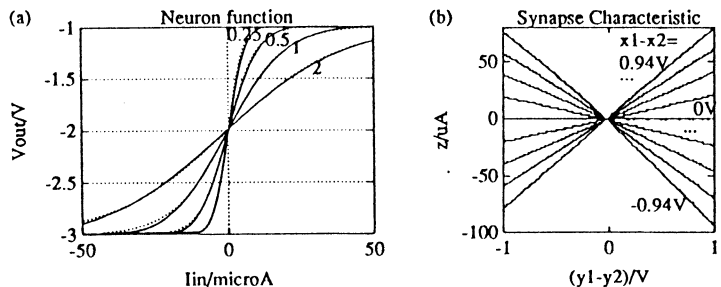 (a) Neuron function
-1
-1.5
-2
-2.5
-3
Vout/V
0.25
0.5
1
2
-50 0 50
Iin/microA
(b) Synapse Characteristic
50
0
-50
-100
z/uA
x1-x2=
0.94V
...
0V
...
-0.94V
-1 0 1
(y1-y2)/V